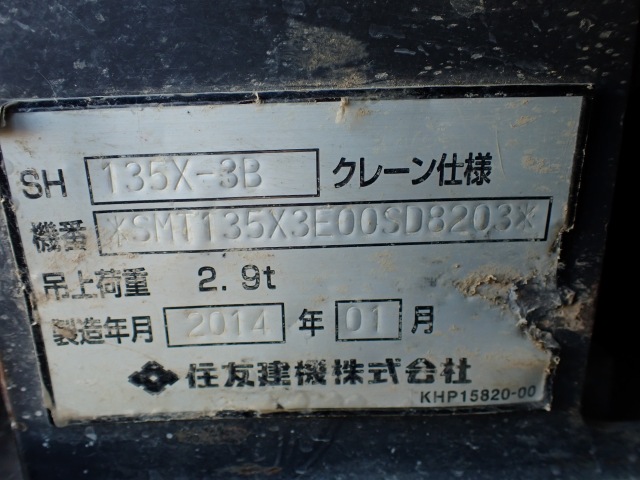 SH 135X-3B クレーン仕様
機番 *SMT135X3E00SD8203*
吊上荷重 2.9t
製造年月 2014 年 01 月
住友建機株式会社
KHP15820-00